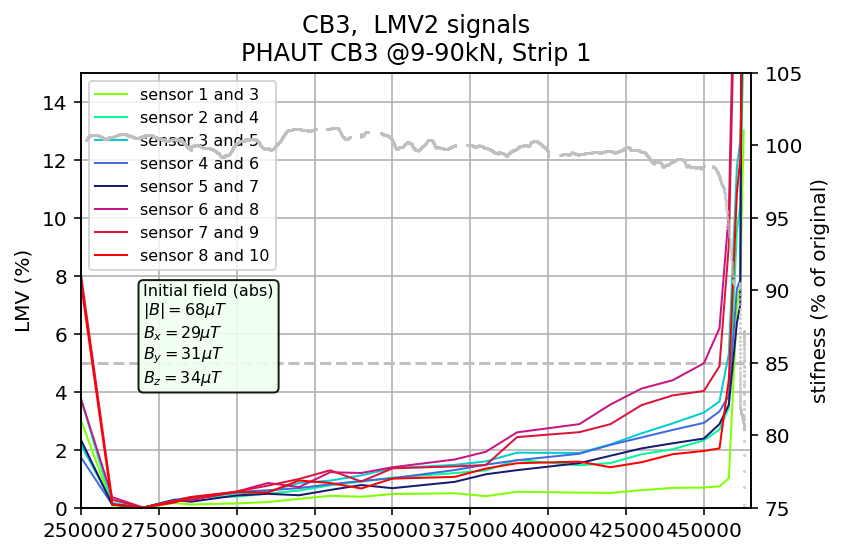 CB3, LMV2 signals
PHAUT CB3 @9-90kN, Strip 1
LMV (%)
14
12
10
8
6
4
2
0
sensor 1 and 3
sensor 2 and 4
sensor 3 and 5
sensor 4 and 6
sensor 5 and 7
sensor 6 and 8
sensor 7 and 9
sensor 8 and 10
Initial field (abs)
|B| = 68μT
Bx = 29μT
By = 31μT
Bz = 34μT
105
100
95
90
85
80
75
stifness (% of original)
250000 275000 300000 325000 350000 375000 400000 425000 450000